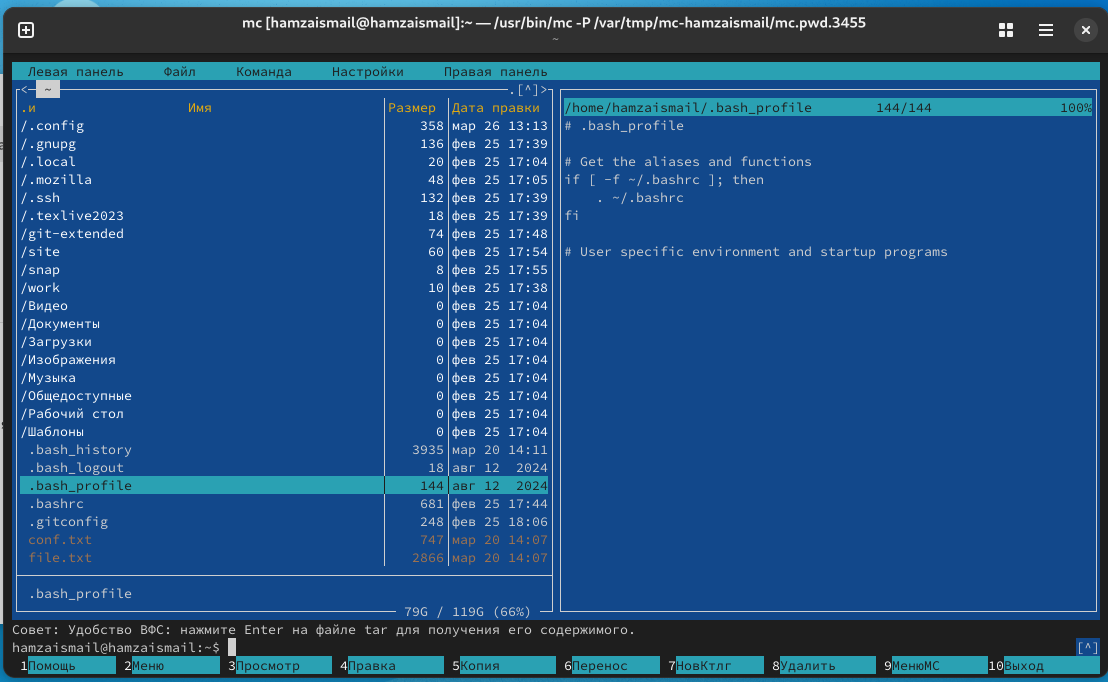 mc [hamzaismail@hamzaismail]:~ — /usr/bin/mc -P /var/tmp/mc-hamzaismail/mc.pwd.3455
~
Левая панель Файл Команда Настройки Правая панель
<─ ~ .[^]>
.и Имя Размер Дата правки
/.config 358 мар 26 13:13
/.gnupg 136 фев 25 17:39
/.local 20 фев 25 17:04
/.mozilla 48 фев 25 17:05
/.ssh 132 фев 25 17:39
/.texlive2023 18 фев 25 17:39
/git-extended 74 фев 25 17:48
/site 60 фев 25 17:54
/snap 8 фев 25 17:55
/work 10 фев 25 17:38
/Видео 0 фев 25 17:04
/Документы 0 фев 25 17:04
/Загрузки 0 фев 25 17:04
/Изображения 0 фев 25 17:04
/Музыка 0 фев 25 17:04
/Общедоступные 0 фев 25 17:04
/Рабочий стол 0 фев 25 17:04
/Шаблоны 0 фев 25 17:04
.bash_history 3935 мар 20 14:11
.bash_logout 18 авг 12 2024
.bash_profile 144 авг 12 2024
.bashrc 681 фев 25 17:44
.gitconfig 248 фев 25 18:06
conf.txt 747 мар 20 14:07
file.txt 2866 мар 20 14:07
.bash_profile
79G / 119G (66%)
/home/hamzaismail/.bash_profile 144/144 100%
# .bash_profile
# Get the aliases and functions
if [ -f ~/.bashrc ]; then
. ~/.bashrc
fi
# User specific environment and startup programs
Совет: Удобство ВФС: нажмите Enter на файле tar для получения его содержимого.
hamzaismail@hamzaismail:~$ [^]
1Помощь 2Меню 3Просмотр 4Правка 5Копия 6Перенос 7НовКтлг 8Удалить 9МенюМС 10Выход